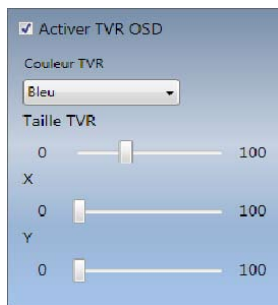 Activer TVR OSD
Couleur TVR
Bleu
Taille TVR
0 100
X
0 100
Y
0 100